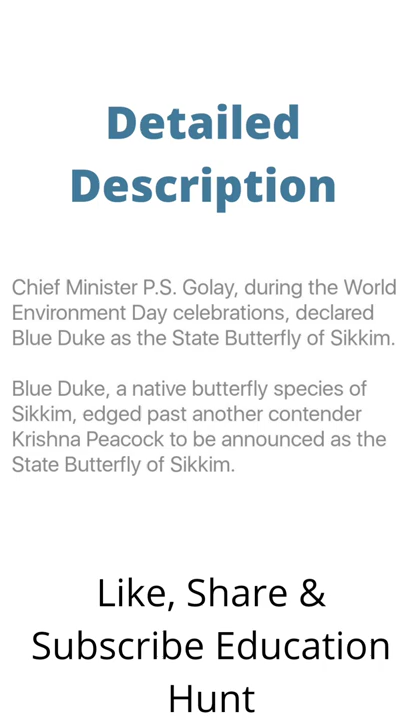 Detailed
Description
Chief Minister P.S. Golay, during the World
Environment Day celebrations, declared
Blue Duke as the State Butterfly of Sikkim.
Blue Duke, a native butterfly species of
Sikkim, edged past another contender
Krishna Peacock to be announced as the
State Butterfly of Sikkim.
Like, Share &
Subscribe Education
Hunt